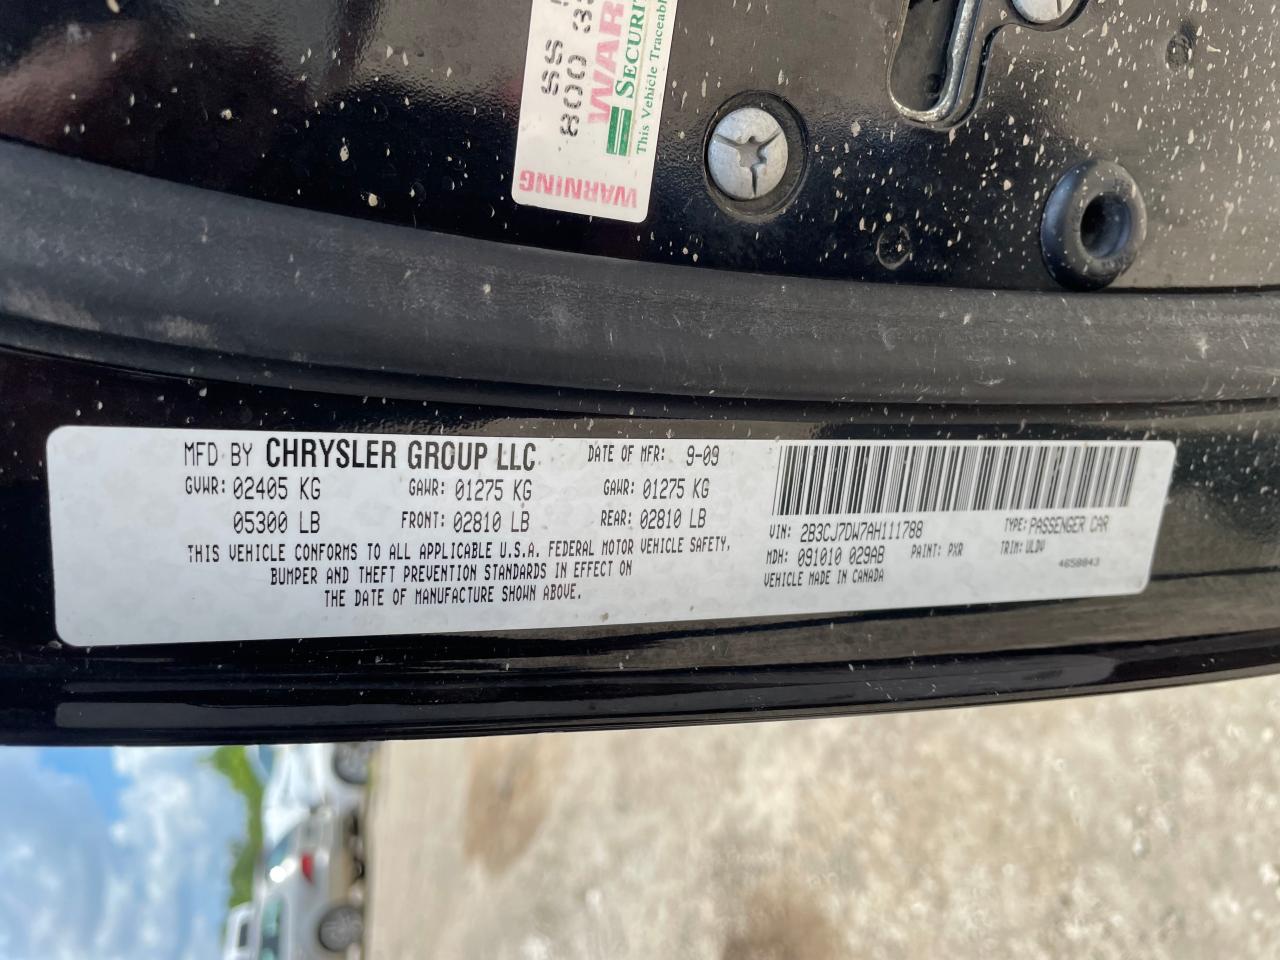 SS
800
WAR
SECURIT
This Vehicle Traceabl
WARNING
MFD BY CHRYSLER GROUP LLC DATE OF MFR: 9-09
GVWR: 02405 KG GAWR: 01275 KG GAWR: 01275 KG
05300 LB FRONT: 02810 LB REAR: 02810 LB
THIS VEHICLE CONFORMS TO ALL APPLICABLE U.S.A. FEDERAL MOTOR VEHICLE SAFETY,
BUMPER AND THEFT PREVENTION STANDARDS IN EFFECT ON
THE DATE OF MANUFACTURE SHOWN ABOVE.
VIN: 2B3CJ7DW7AH111788 TYPE: PASSENGER CAR
MDH: 091010 029AB PAINT: PXR TRIM: ULDV
VEHICLE MADE IN CANADA 4658843